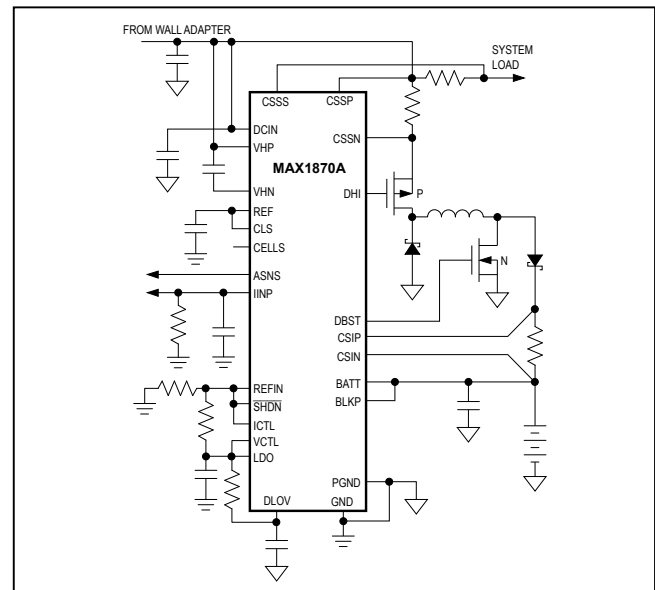 FROM WALL ADAPTER
SYSTEM
LOAD
CSSS
CSSP
CSSN
DCIN
VHP
MAX1870A
VHN
DHI
P
REF
CLS
CELLS
N
ASNS
IINP
DBST
CSIP
CSIN
REFIN
BATT
SHDN
BLKP
ICTL
VCTL
LDO
PGND
DLOV
GND